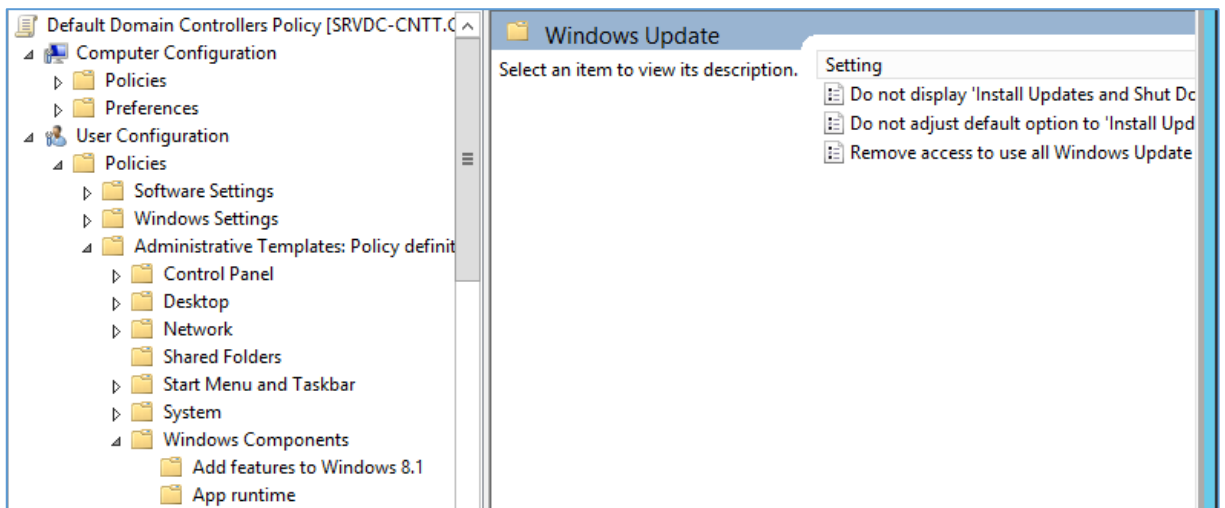 Default Domain Controllers Policy [SRVDC-CNTT.
Computer Configuration
Policies
Preferences
User Configuration
Policies
Software Settings
Windows Settings
Administrative Templates: Policy definit
Control Panel
Desktop
Network
Shared Folders
Start Menu and Taskbar
System
Windows Components
Add features to Windows 8.1
App runtime
Windows Update
Select an item to view its description.
Setting
Do not display 'Install Updates and Shut Do
Do not adjust default option to 'Install Upd
Remove access to use all Windows Update